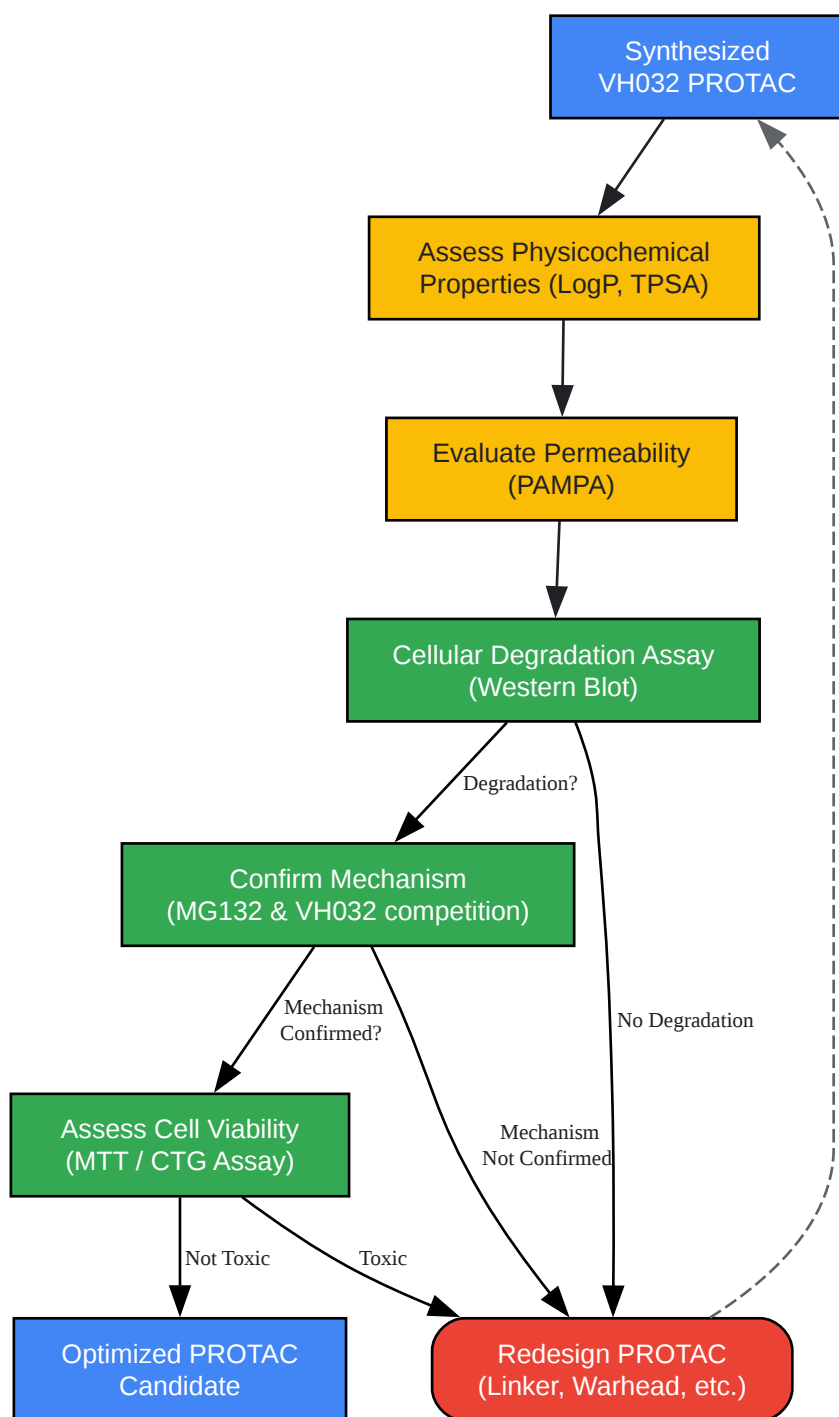 Synthesized
VH032 PROTAC
Assess Physicochemical
Properties (LogP, TPSA)
Evaluate Permeability
(PAMPA)
Cellular Degradation Assay
(Western Blot)
Degradation?
Confirm Mechanism
(MG132 & VH032 competition)
Mechanism
Confirmed?
No Degradation
Assess Cell Viability
(MTT / CTG Assay)
Mechanism
Not Confirmed
Not Toxic
Toxic
Optimized PROTAC
Candidate
Redesign PROTAC
(Linker, Warhead, etc.)